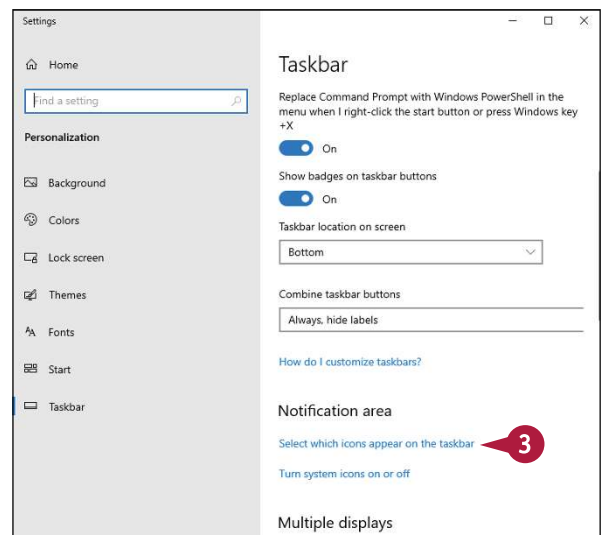 Settings
Home
Find a setting
Personalization
Background
Colors
Lock screen
Themes
Fonts
Start
Taskbar
Taskbar
Replace Command Prompt with Windows PowerShell in the
menu when I right-click the start button or press Windows key
+X
On
Show badges on taskbar buttons
On
Taskbar location on screen
Bottom
Combine taskbar buttons
Always, hide labels
How do I customize taskbars?
Notification area
Select which icons appear on the taskbar
3
Turn system icons on or off
Multiple displays